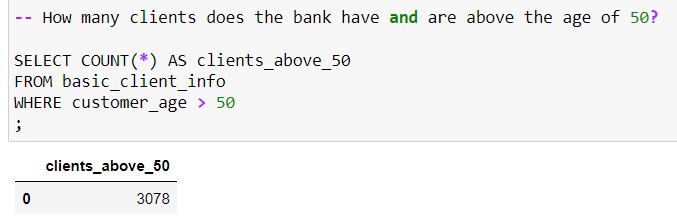 -- How many clients does the bank have and are above the age of 50?
SELECT COUNT(*) AS clients_above_50
FROM basic_client_info
WHERE customer_age > 50
;
clients_above_50
0 3078